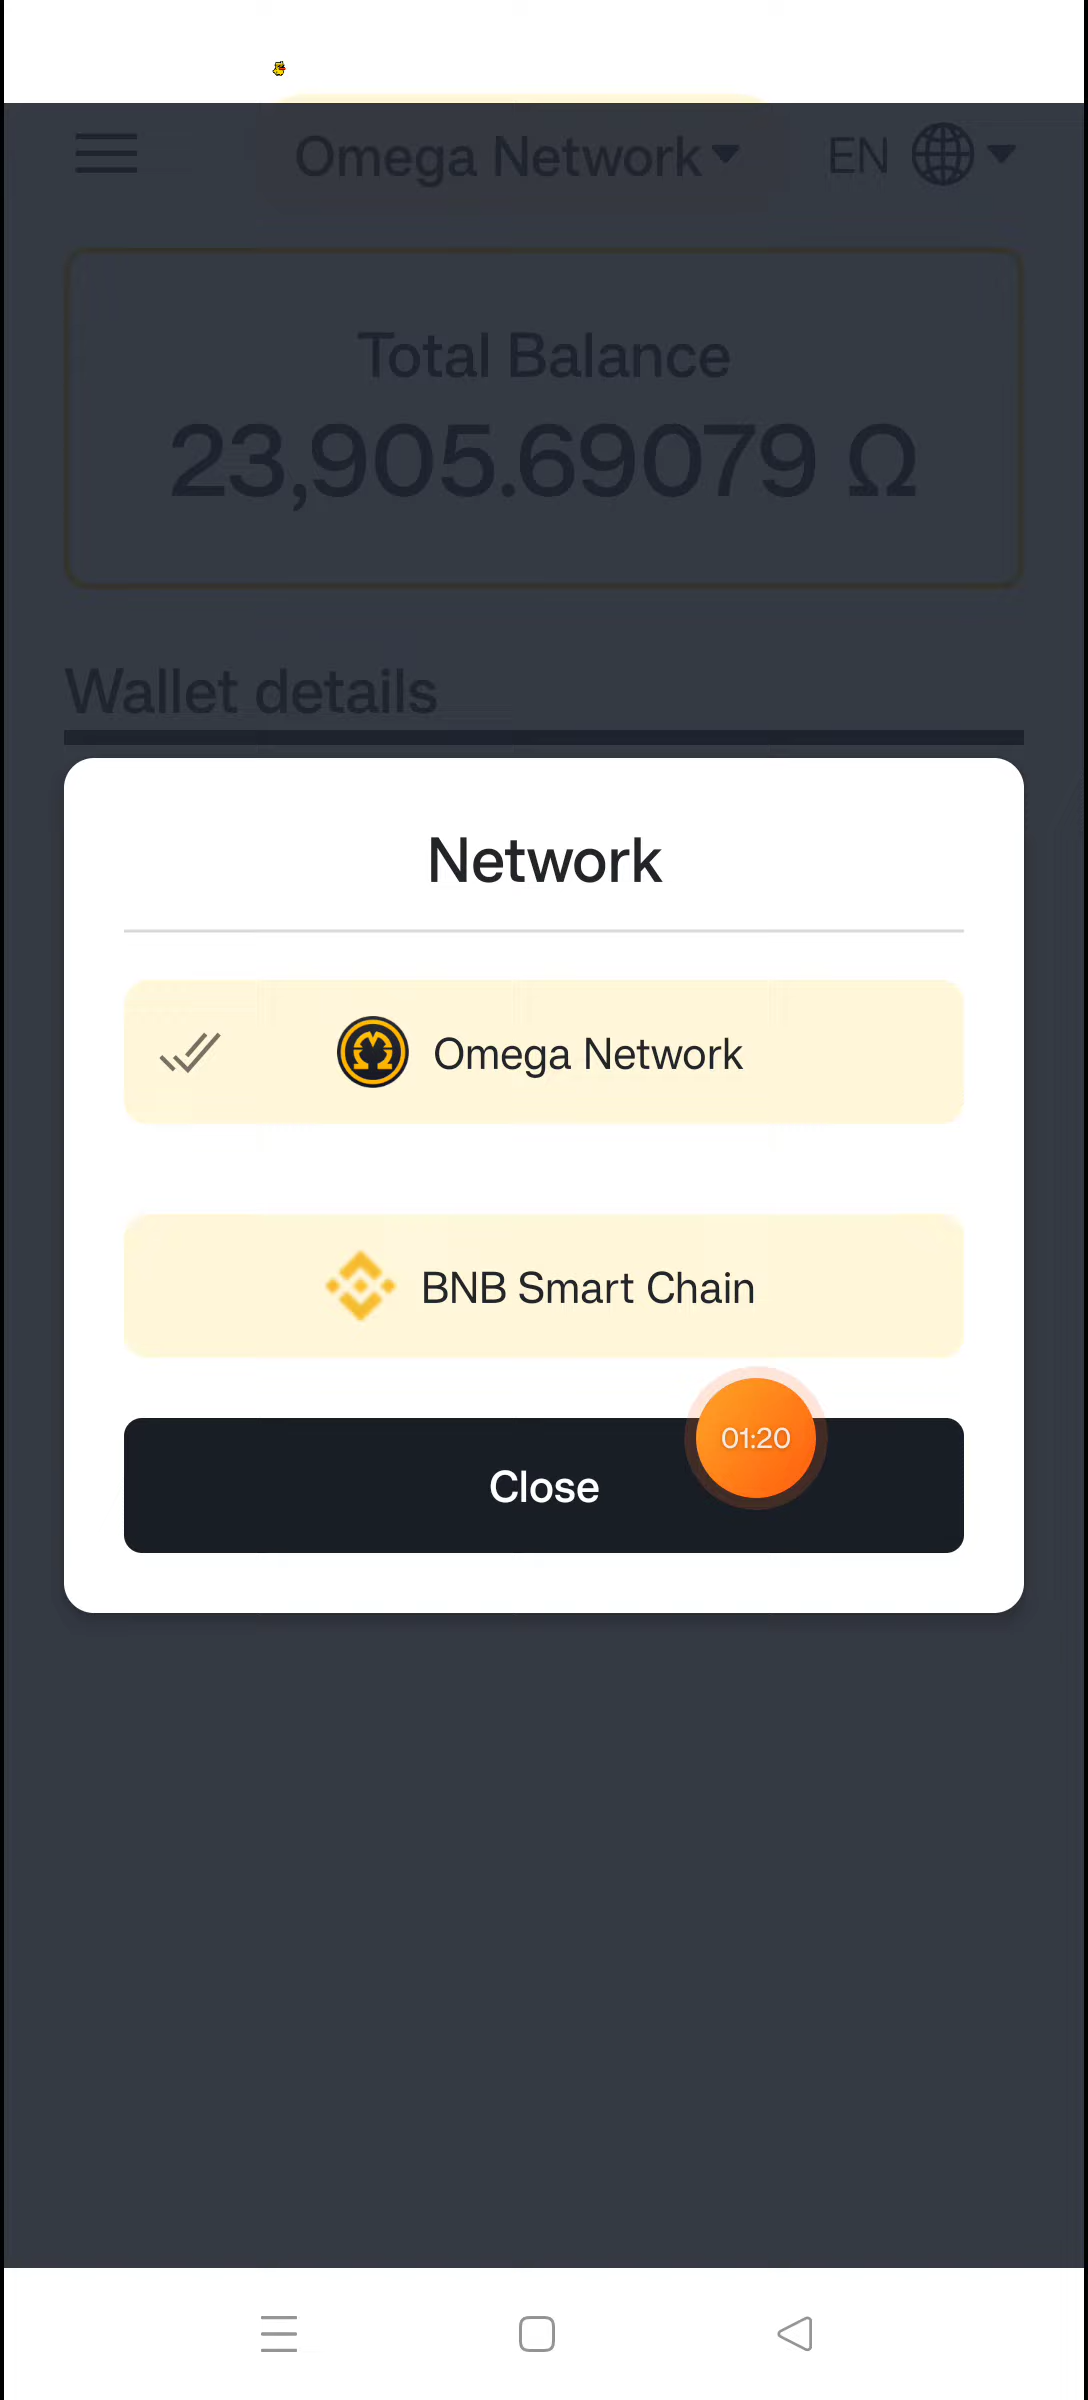 Omega Network EN
Total Balance
23,905.69079 Ω
Wallet details
Network
Omega Network
BNB Smart Chain
01:20
Close